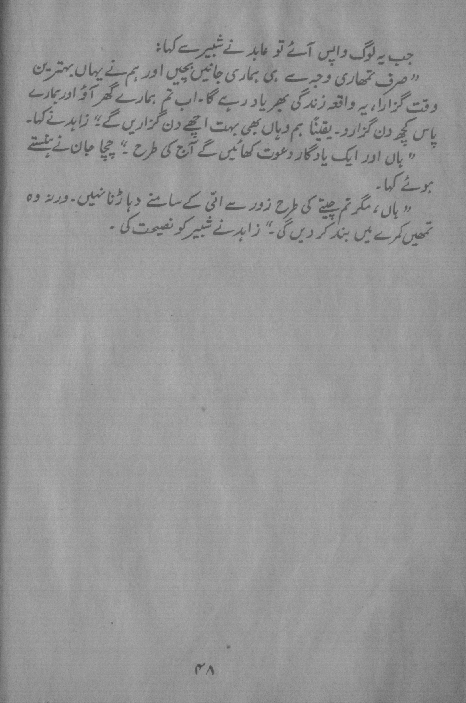 جب یہ لوگ واپس آئے تو عابد نے شبیر سے کہا:
"صرف تمھاری وجہ سے ہی ہماری جانیں بچیں اور ہم نے یہاں بہترین
وقت گزارا، یہ واقعہ زندگی بھر یاد رہے گا۔ اب تم ہمارے گھر آؤ اور ہمارے
پاس کچھ دن گزارو۔ یقیناً ہم وہاں بھی بہت اچھے دن گزاریں گے۔" زاہد نے کہا۔
"ہاں اور ایک یادگار دعوت کھائیں گے آج کی طرح۔" چچا جان نے ہنستے
ہوئے کہا۔
"ہاں، مگر تم چیتے کی طرح زور سے امّی کے سامنے دہاڑنا نہیں۔ ورنہ وہ
تمھیں کمرے میں بند کر دیں گی۔" زاہد نے شبیر کو نصیحت کی۔
۴۸